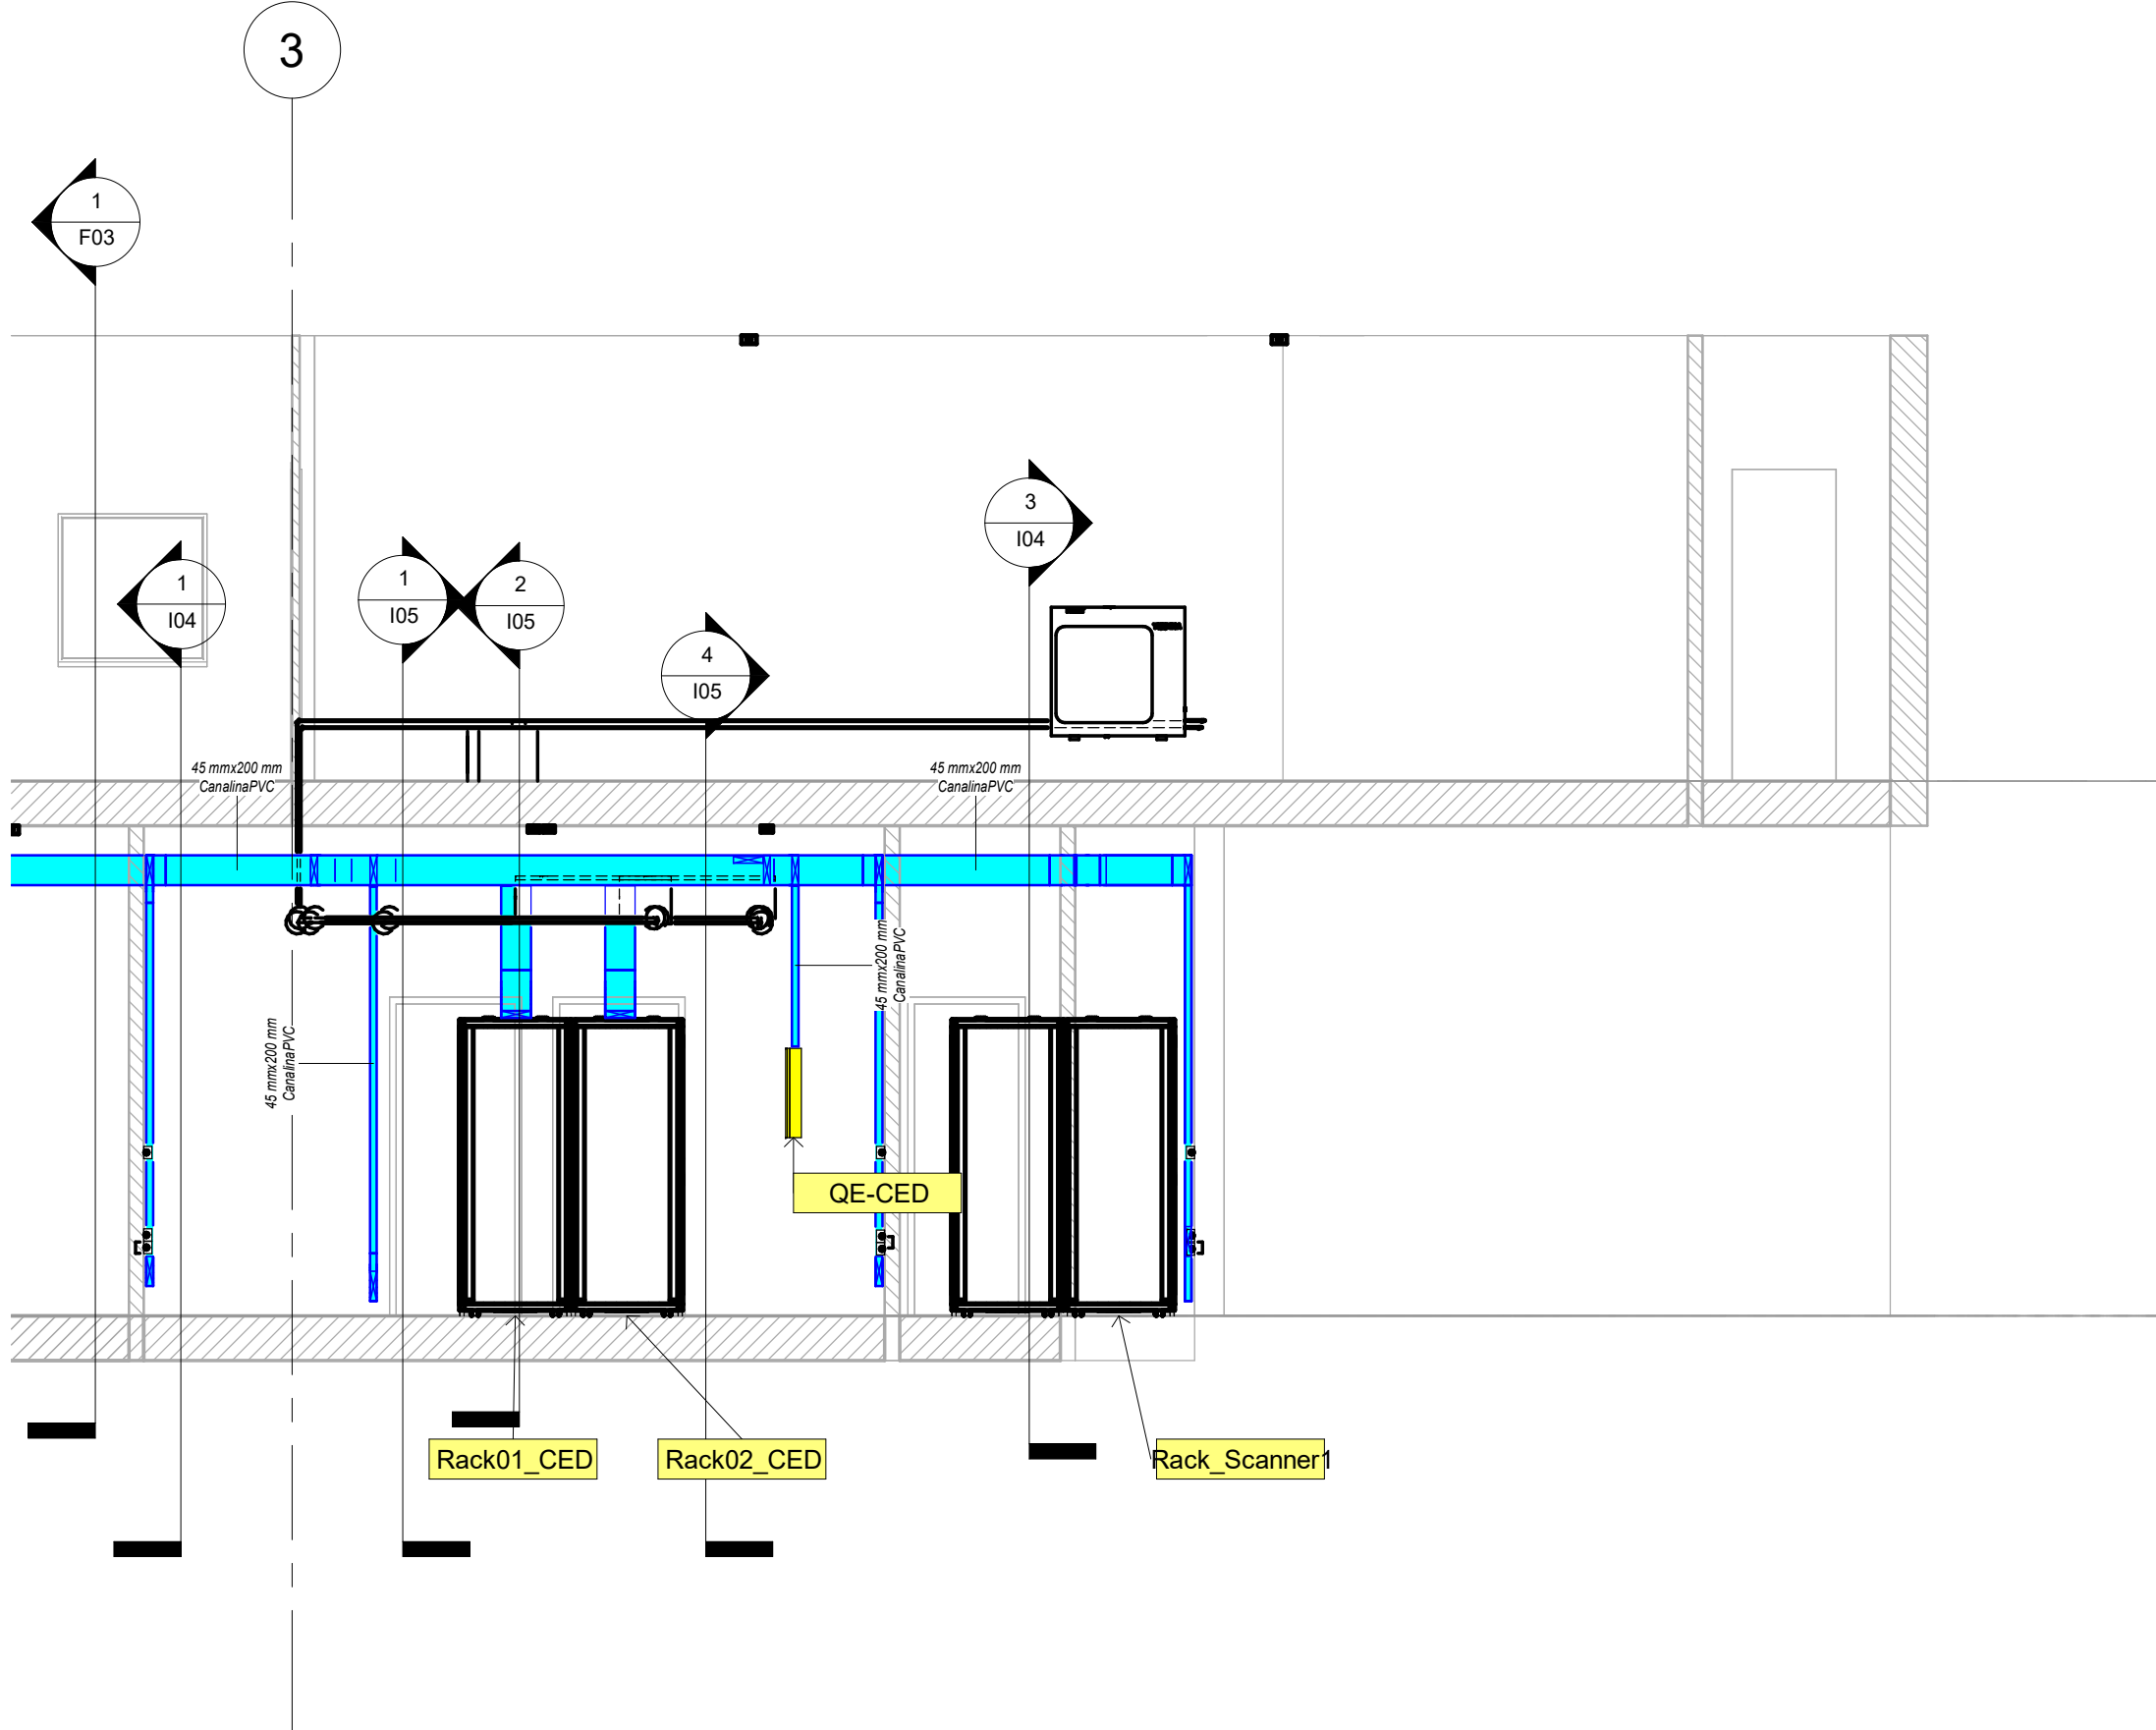 3
1
F03
3
I04
1
I04
1
I05
2
I05
4
I05
45 mmx200 mm
CanalinaPVC
45 mmx200 mm
CanalinaPVC
45 mmx200 mm
CanalinaPVC
45 mmx200 mm
CanalinaPVC
QE-CED
Rack01_CED
Rack02_CED
Rack_Scanner1